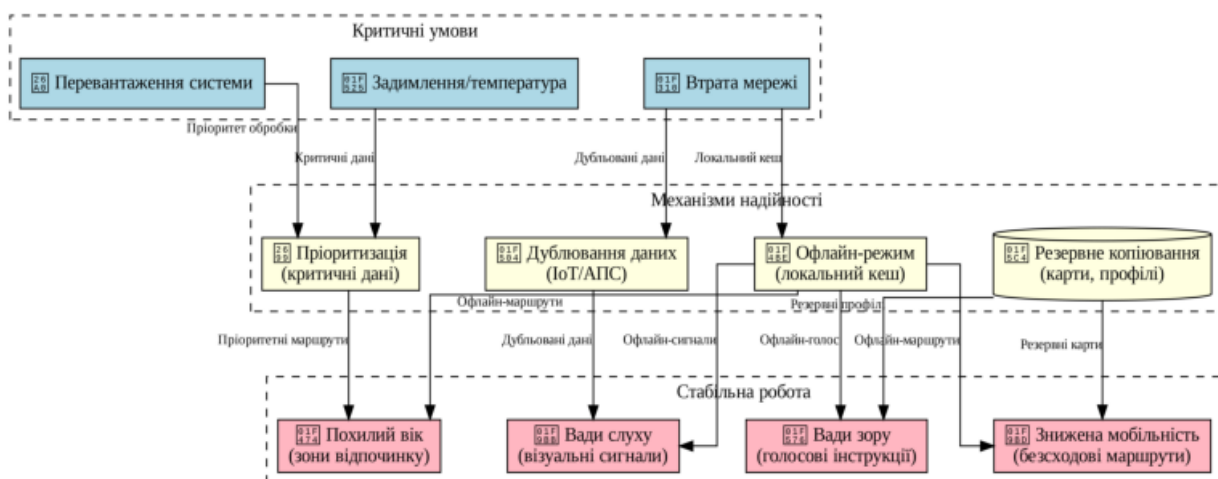 Критичні умови
Перевантаження системи
Задимлення/температура
Втрата мережі
Пріоритет обробки
Критичні дані
Дубльовані дані
Локальний кеш
Механізми надійності
Пріоритизація
(критичні дані)
Дублювання даних
(IoT/АПС)
Офлайн-режим
(локальний кеш)
Резервне копіювання
(карти, профілі)
Офлайн-маршрути
Резервні профілі
Пріоритетні маршрути
Дубльовані дані
Офлайн-сигнали
Офлайн-голос
Офлайн-маршрути
Резервні карти
Стабільна робота
Похилий вік
(зони відпочинку)
Вади слуху
(візуальні сигнали)
Вади зору
(голосові інструкції)
Знижена мобільність
(безсходові маршрути)